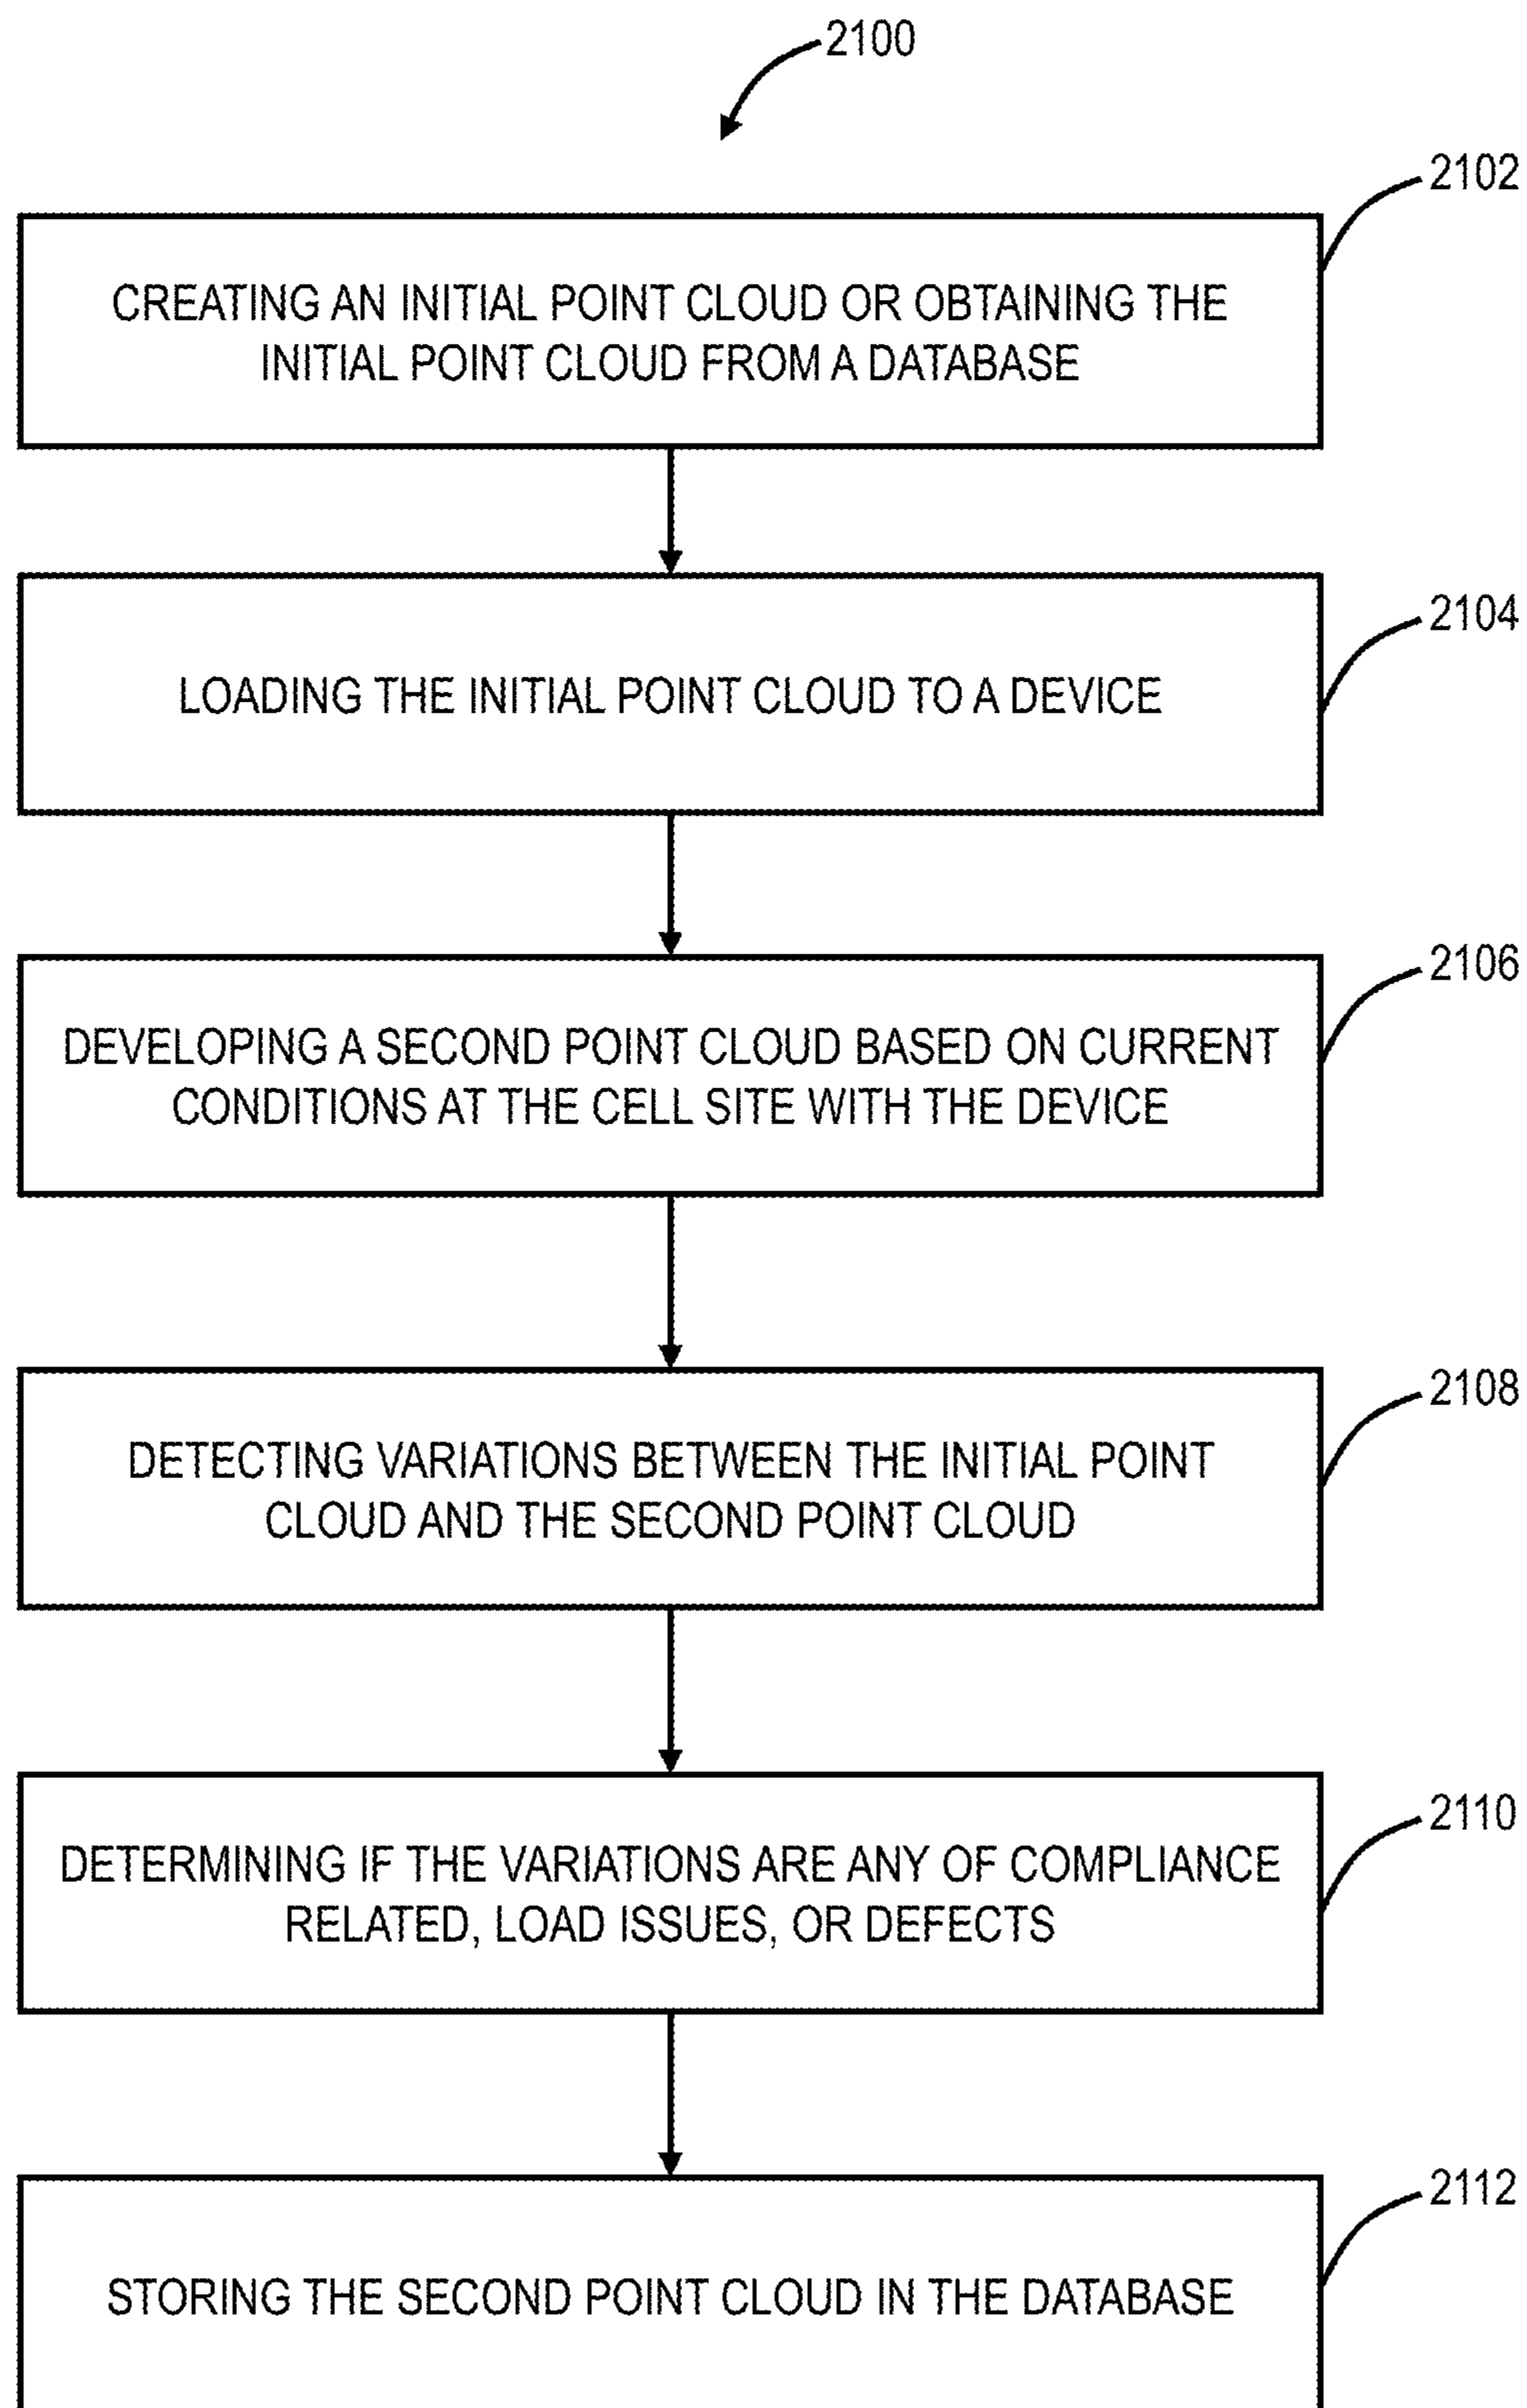 2100
2102
CREATING AN INITIAL POINT CLOUD OR OBTAINING THE
INITIAL POINT CLOUD FROM A DATABASE
2104
LOADING THE INITIAL POINT CLOUD TO A DEVICE
2106
DEVELOPING A SECOND POINT CLOUD BASED ON CURRENT
CONDITIONS AT THE CELL SITE WITH THE DEVICE
2108
DETECTING VARIATIONS BETWEEN THE INITIAL POINT
CLOUD AND THE SECOND POINT CLOUD
2110
DETERMINING IF THE VARIATIONS ARE ANY OF COMPLIANCE
RELATED, LOAD ISSUES, OR DEFECTS
2112
STORING THE SECOND POINT CLOUD IN THE DATABASE